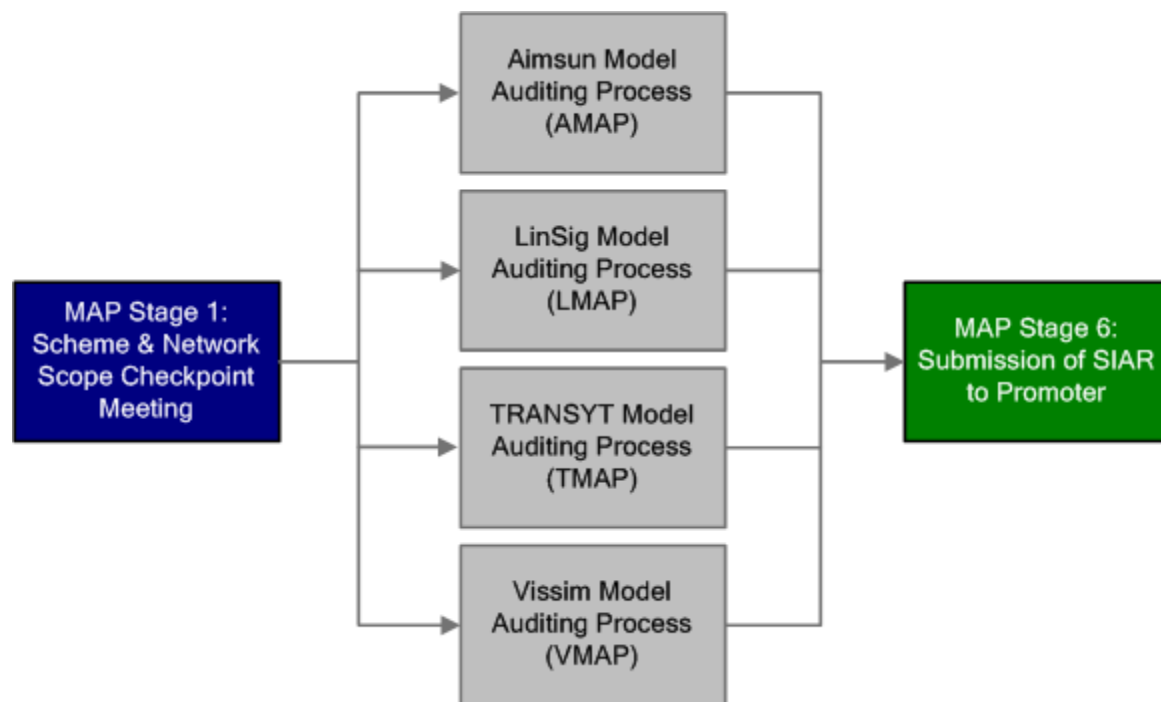 Aimsun Model
Auditing Process
(AMAP)
LinSig Model
Auditing Process
(LMAP)
MAP Stage 1:
Scheme & Network
Scope Checkpoint
Meeting
MAP Stage 6:
Submission of SIAR
to Promoter
TRANSYT Model
Auditing Process
(TMAP)
Vissim Model
Auditing Process
(VMAP)